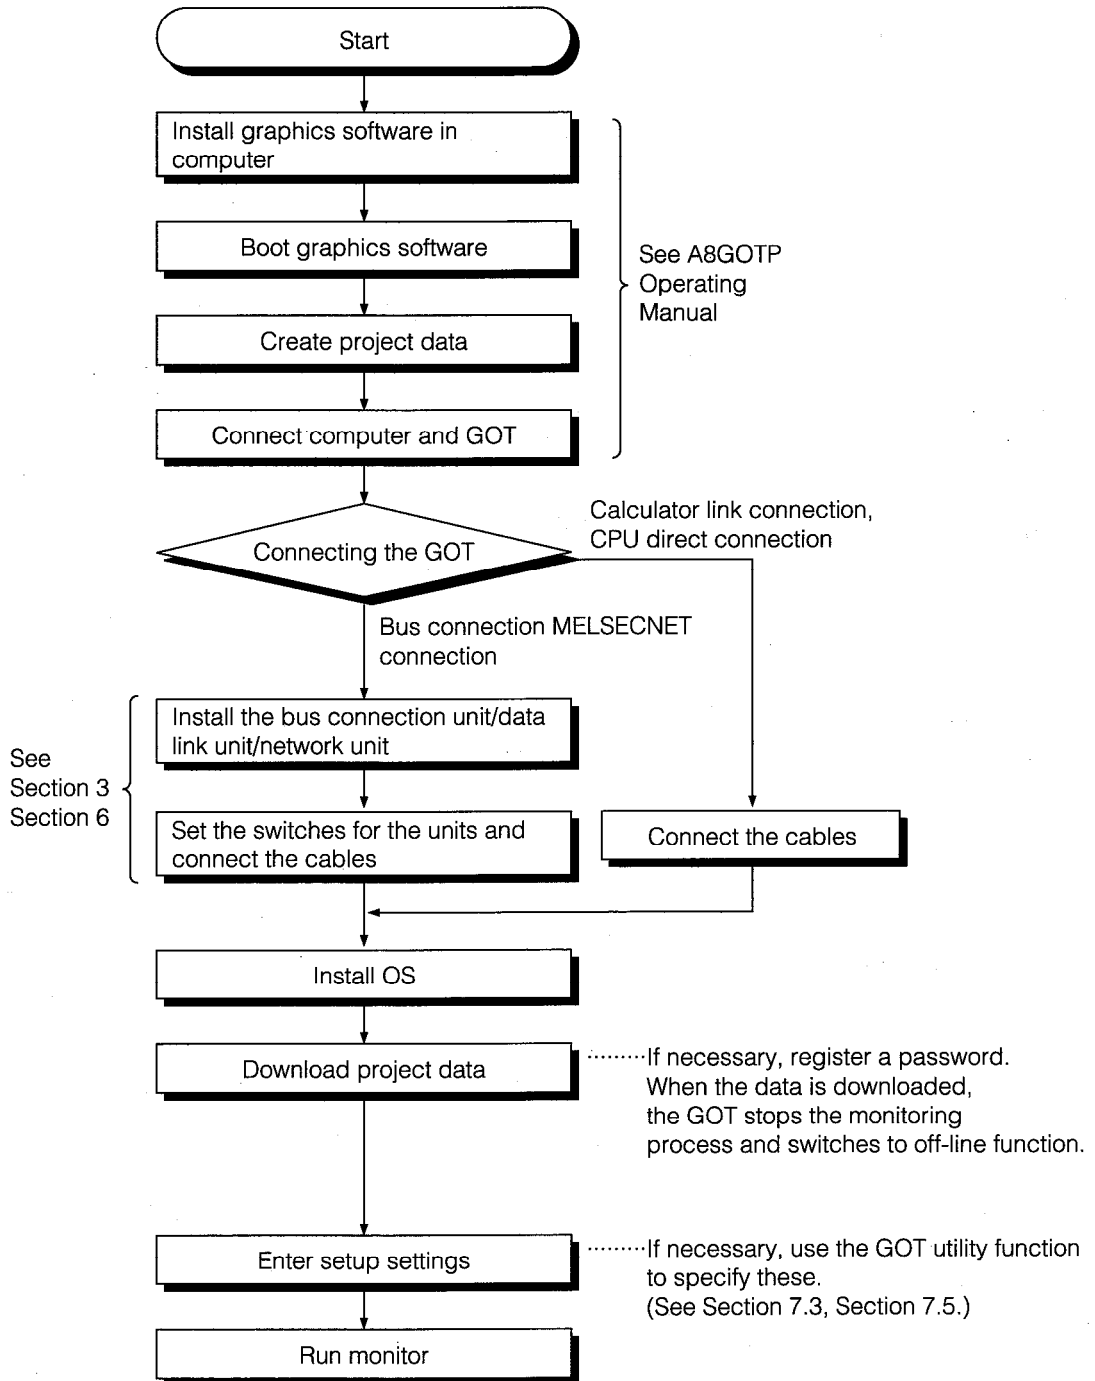 Start
Install graphics software in
computer
Boot graphics software
Create project data
Connect computer and GOT
See A8GOTP
Operating
Manual
Connecting the GOT
Calculator link connection,
CPU direct connection
Bus connection MELSECNET
connection
Install the bus connection unit/data
link unit/network unit
See
Section 3
Section 6
Set the switches for the units and
connect the cables
Connect the cables
Install OS
Download project data
If necessary, register a password.
When the data is downloaded,
the GOT stops the monitoring
process and switches to off-line function.
Enter setup settings
If necessary, use the GOT utility function
to specify these.
(See Section 7.3, Section 7.5.)
Run monitor